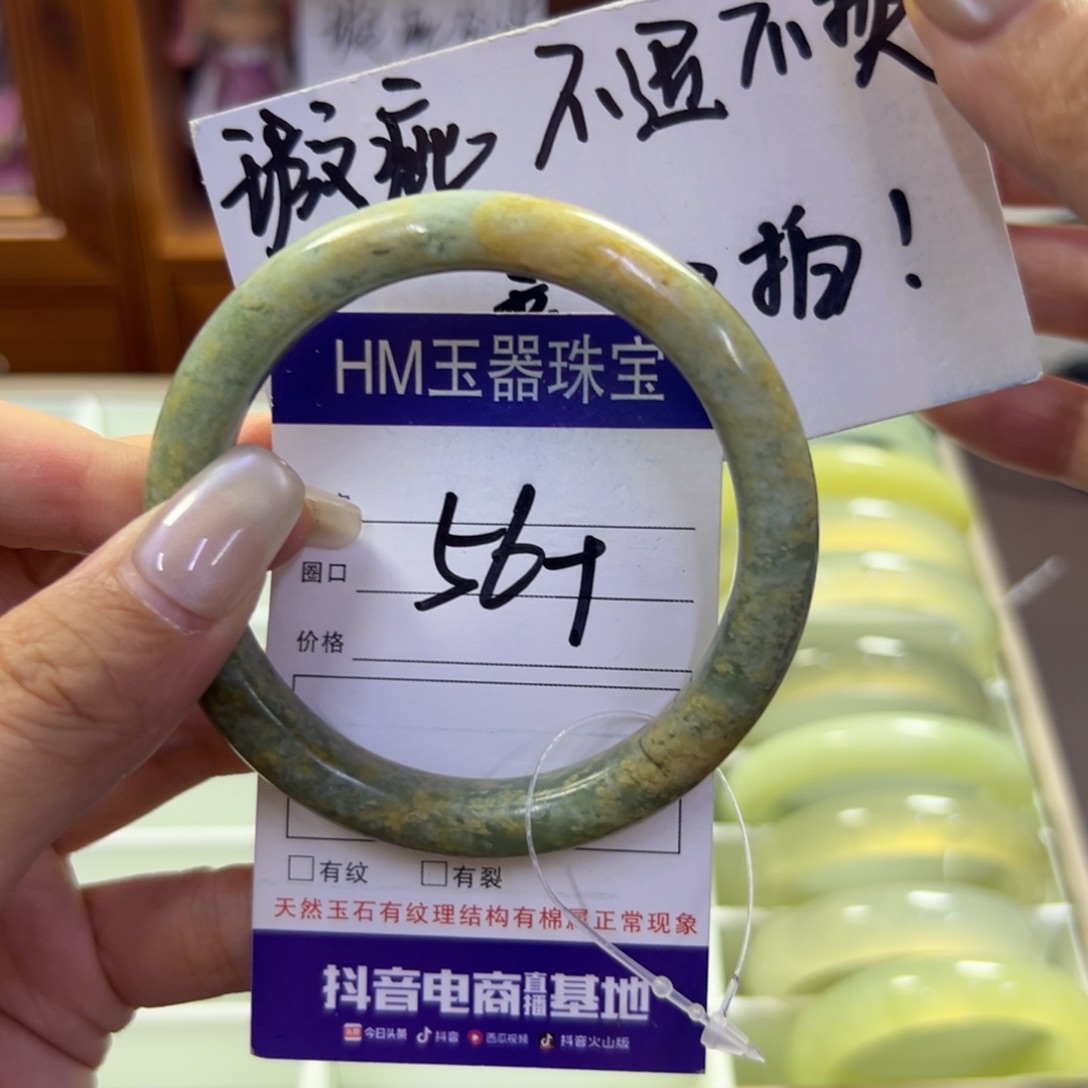 瑕疵 不退不换
拍！
HM玉器珠宝
56+
圈口
价格
□有纹 □有裂
天然玉石有纹理结构有棉属正常现象
抖音电商直播基地
今日头条 抖音 西瓜视频 抖音火山版